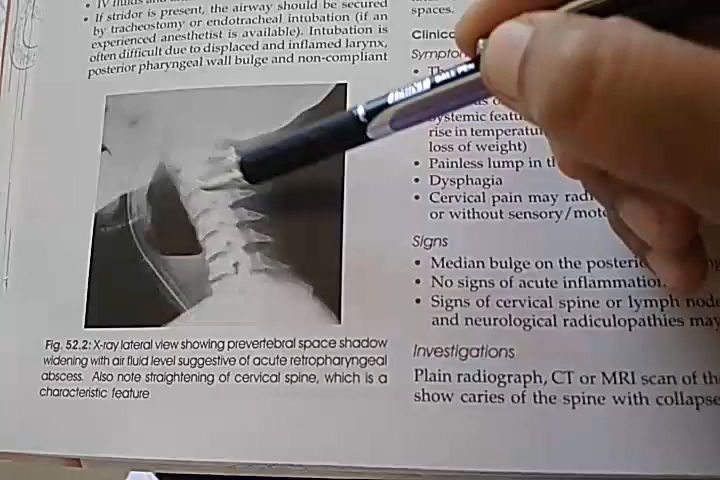 • IV fluids and
• If stridor is present, the airway should be secured
by tracheostomy or endotracheal intubation (if an
experienced anesthetist is available). Intubation is
often difficult due to displaced and inflamed larynx,
posterior pharyngeal wall bulge and non-compliant
Fig. 52.2: X-ray lateral view showing prevertebral space shadow
widening with air fluid level suggestive of acute retropharyngeal
abscess. Also note straightening of cervical spine, which is a
characteristic feature
spaces.
Clinic
Sympto
systemic featu
rise in temperatu
loss of weight)
• Painless lump in t
• Dysphagia
• Cervical pain may radi
or without sensory/mot
Signs
• Median bulge on the posteri
• No signs of acute inflammation.
• Signs of cervical spine or lymph node
and neurological radiculopathies may
Investigations
Plain radiograph, CT or MRI scan of the
show caries of the spine with collapse
BALL PEN